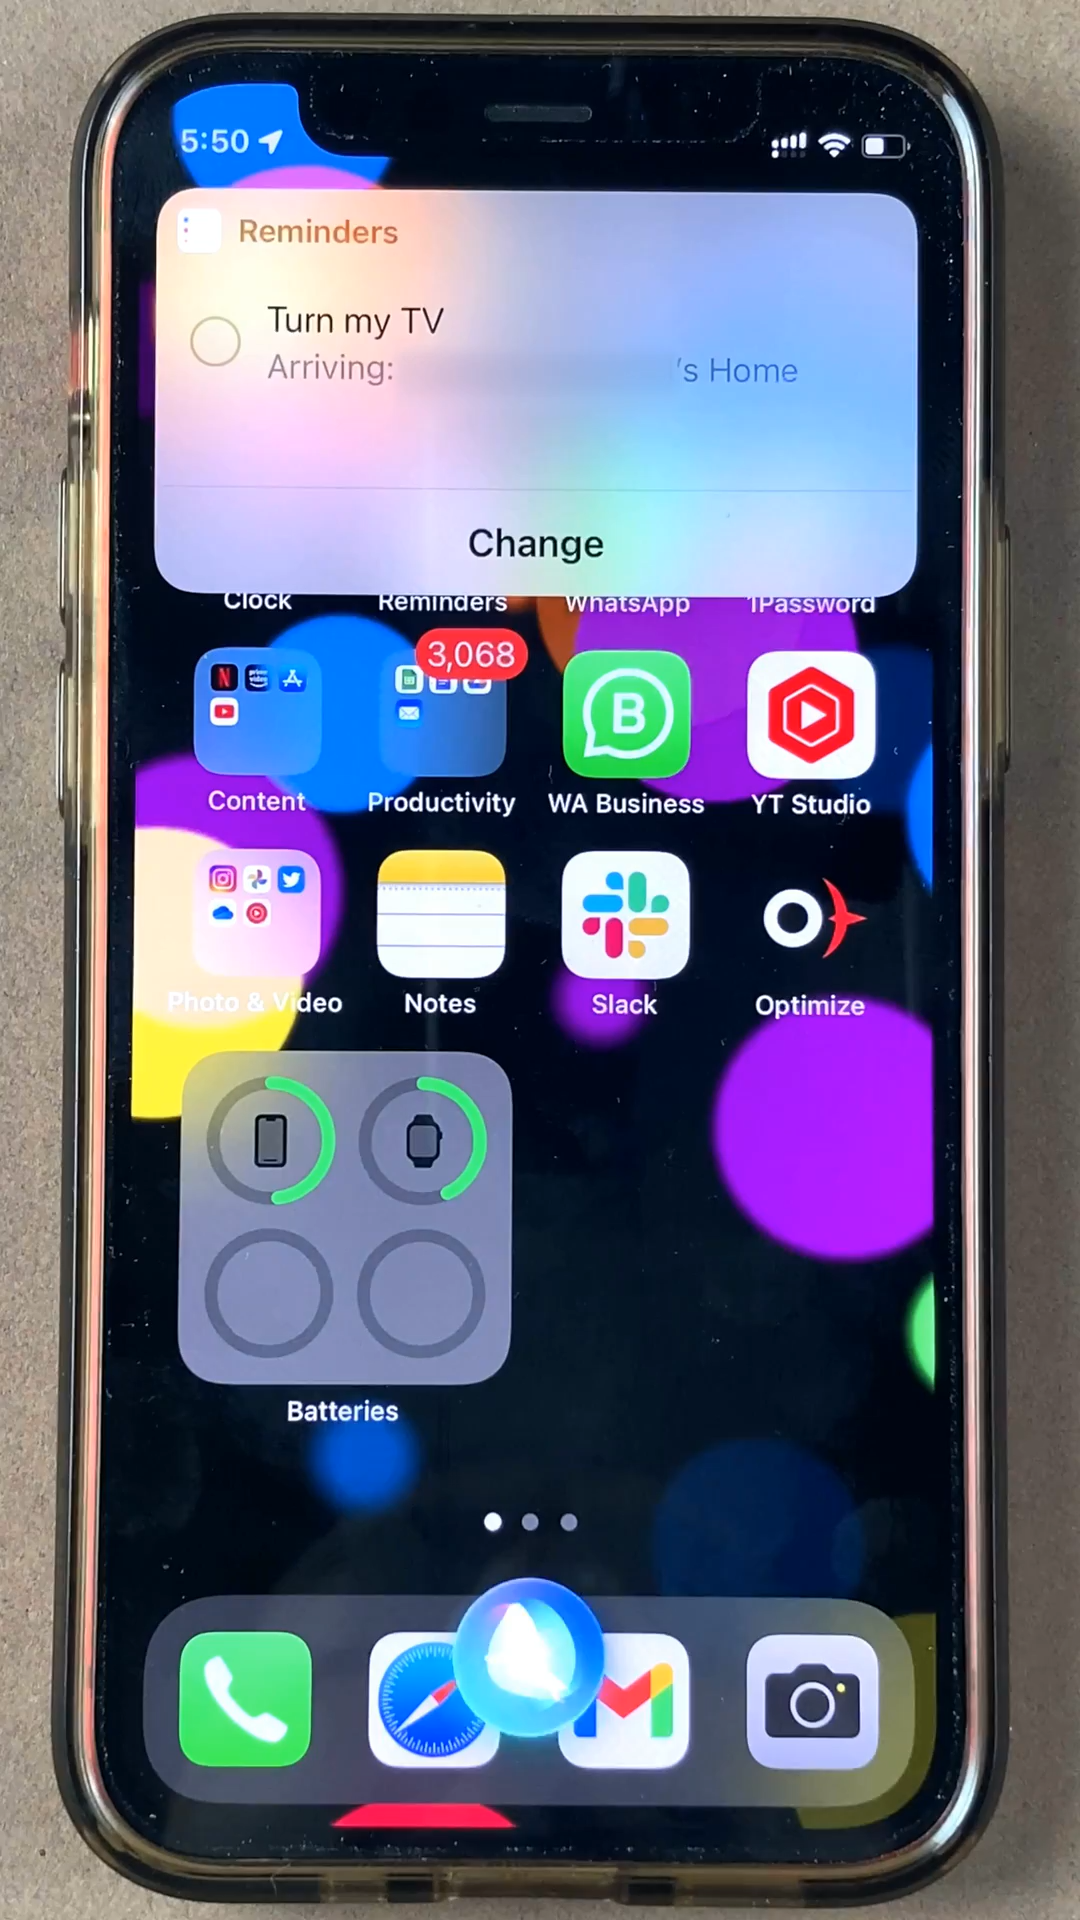 5:50
Reminders
Turn my TV
Arriving: 's Home
Change
Clock Reminders WhatsApp 1Password
3,068
Content Productivity WA Business YT Studio
Photo & Video Notes Slack Optimize
Batteries